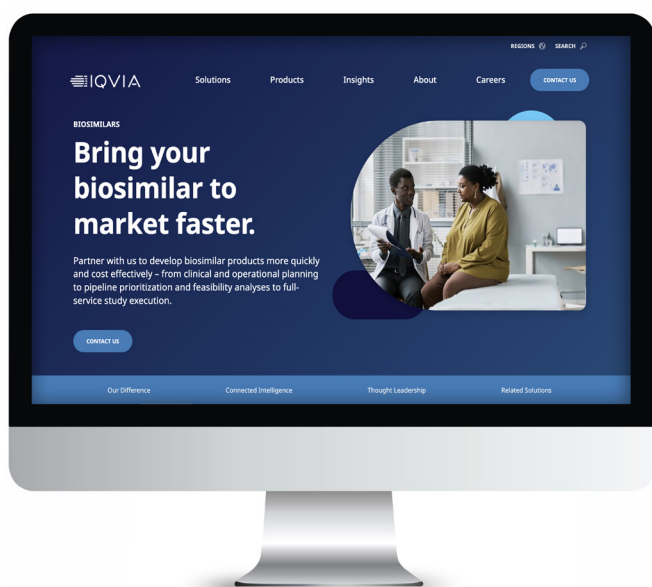 REGIONS SEARCH
IQVIA Solutions Products Insights About Careers CONTACT US
BIOSIMILARS
Bring your
biosimilar to
market faster.
Partner with us to develop biosimilar products more quickly
and cost effectively – from clinical and operational planning
to pipeline prioritization and feasibility analyses to full-
service study execution.
CONTACT US
Our Difference Connected Intelligence Thought Leadership Related Solutions